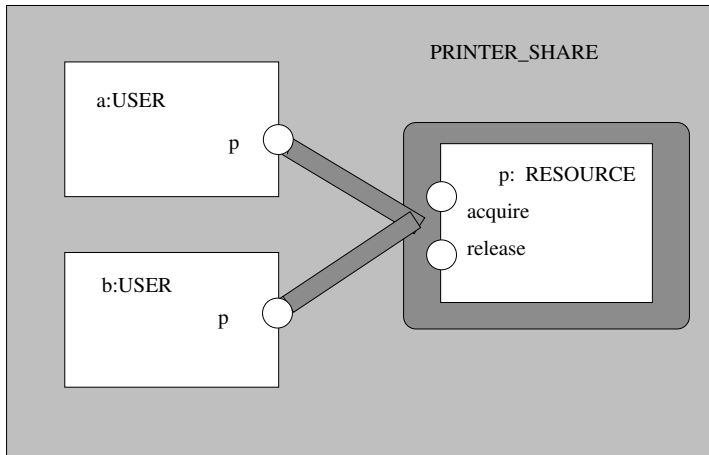 PRINTER_SHARE
a:USER
p
p: RESOURCE
acquire
release
b:USER
p